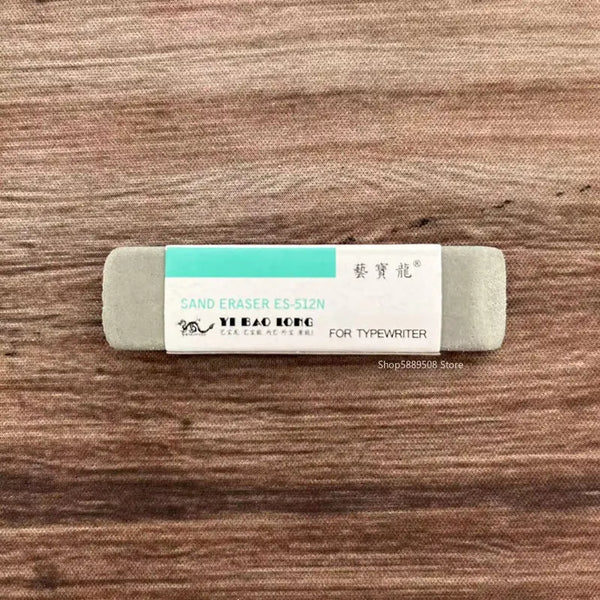 藝寶龍®
SAND ERASER ES-512N
YI BAO LONG
FOR TYPEWRITER
Shop5889508 Store